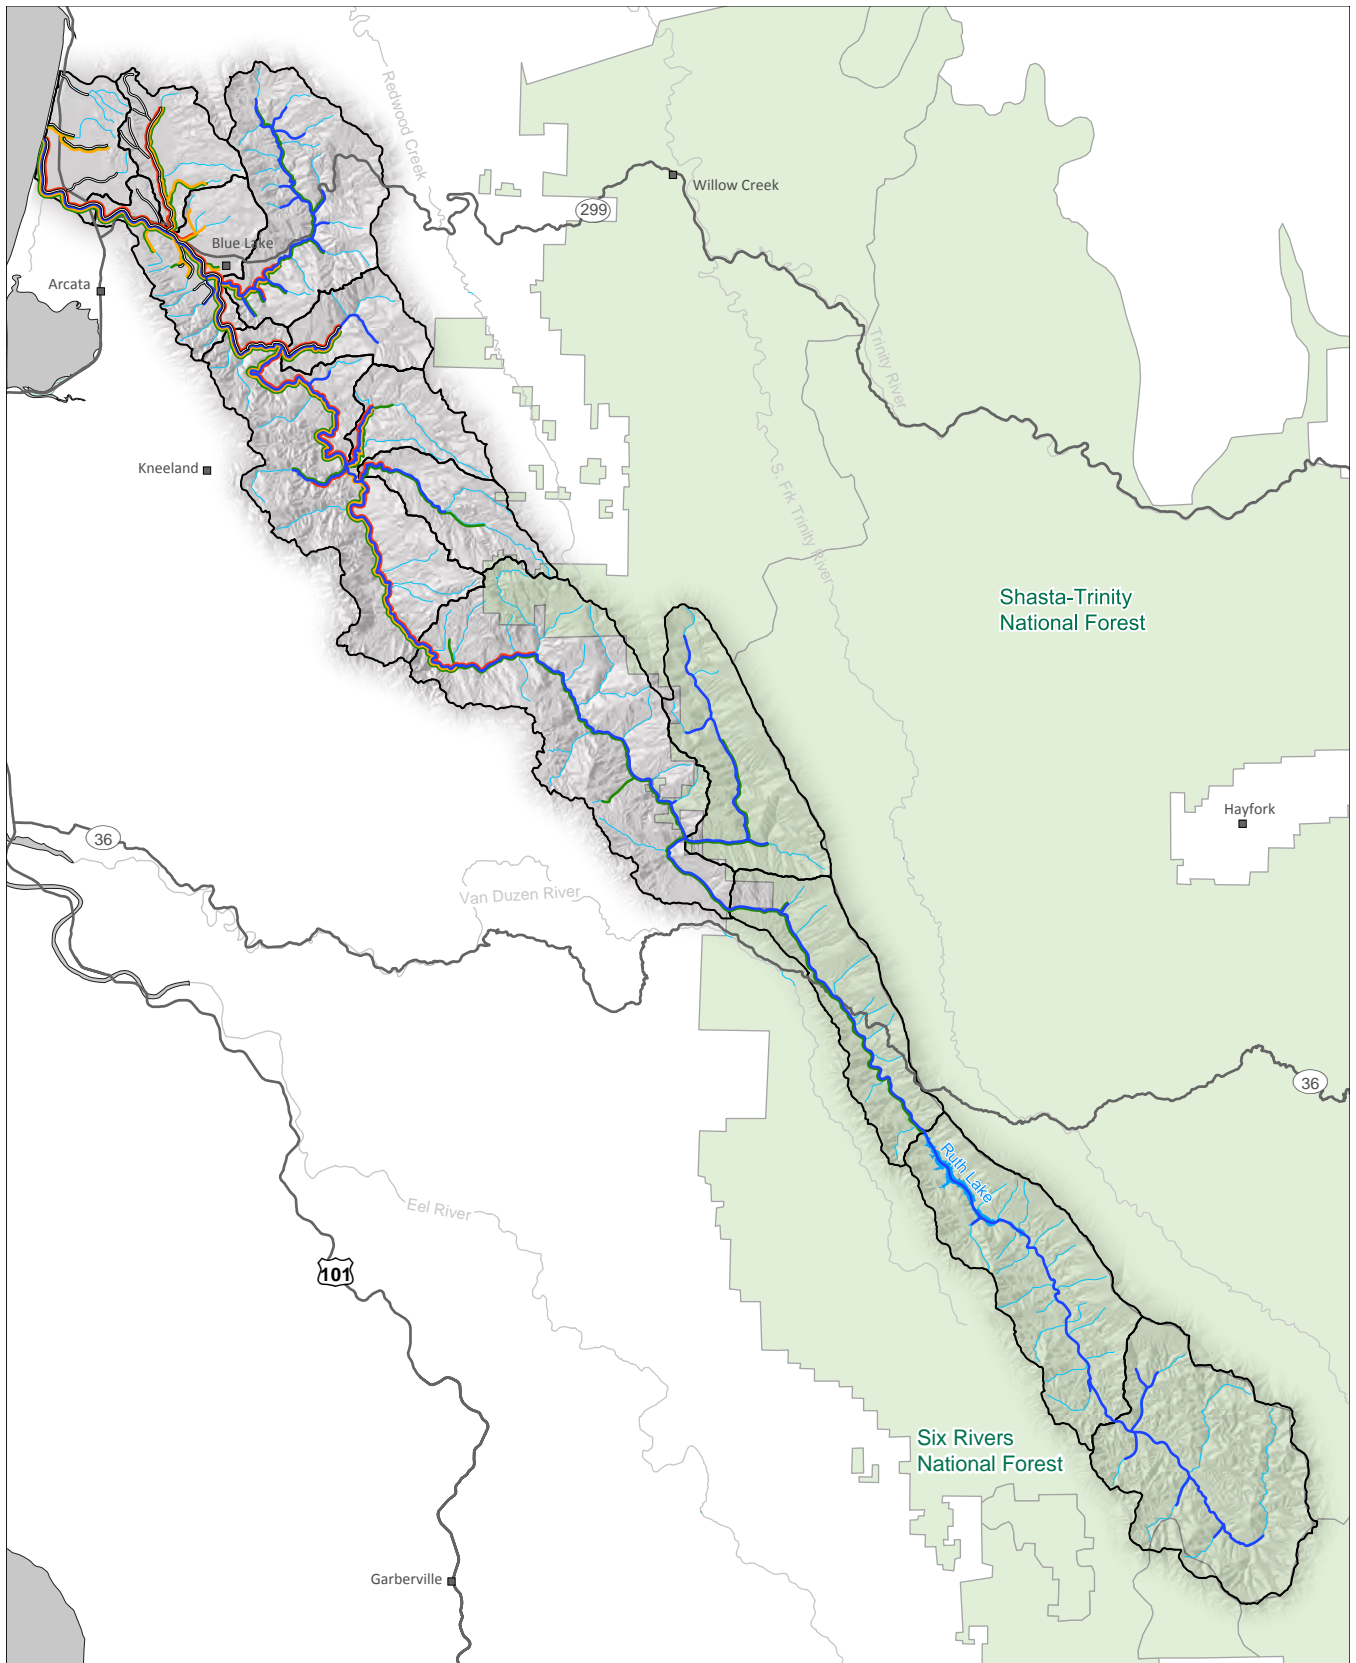 Redwood Creek
Willow Creek
299
Blue Lake
Arcata
Trinity River
Kneeland
S. Frk Trinity River
Shasta-Trinity
National Forest
Hayfork
36
Van Duzen River
36
Ruth Lake
Eel River
101
Six Rivers
National Forest
Garberville